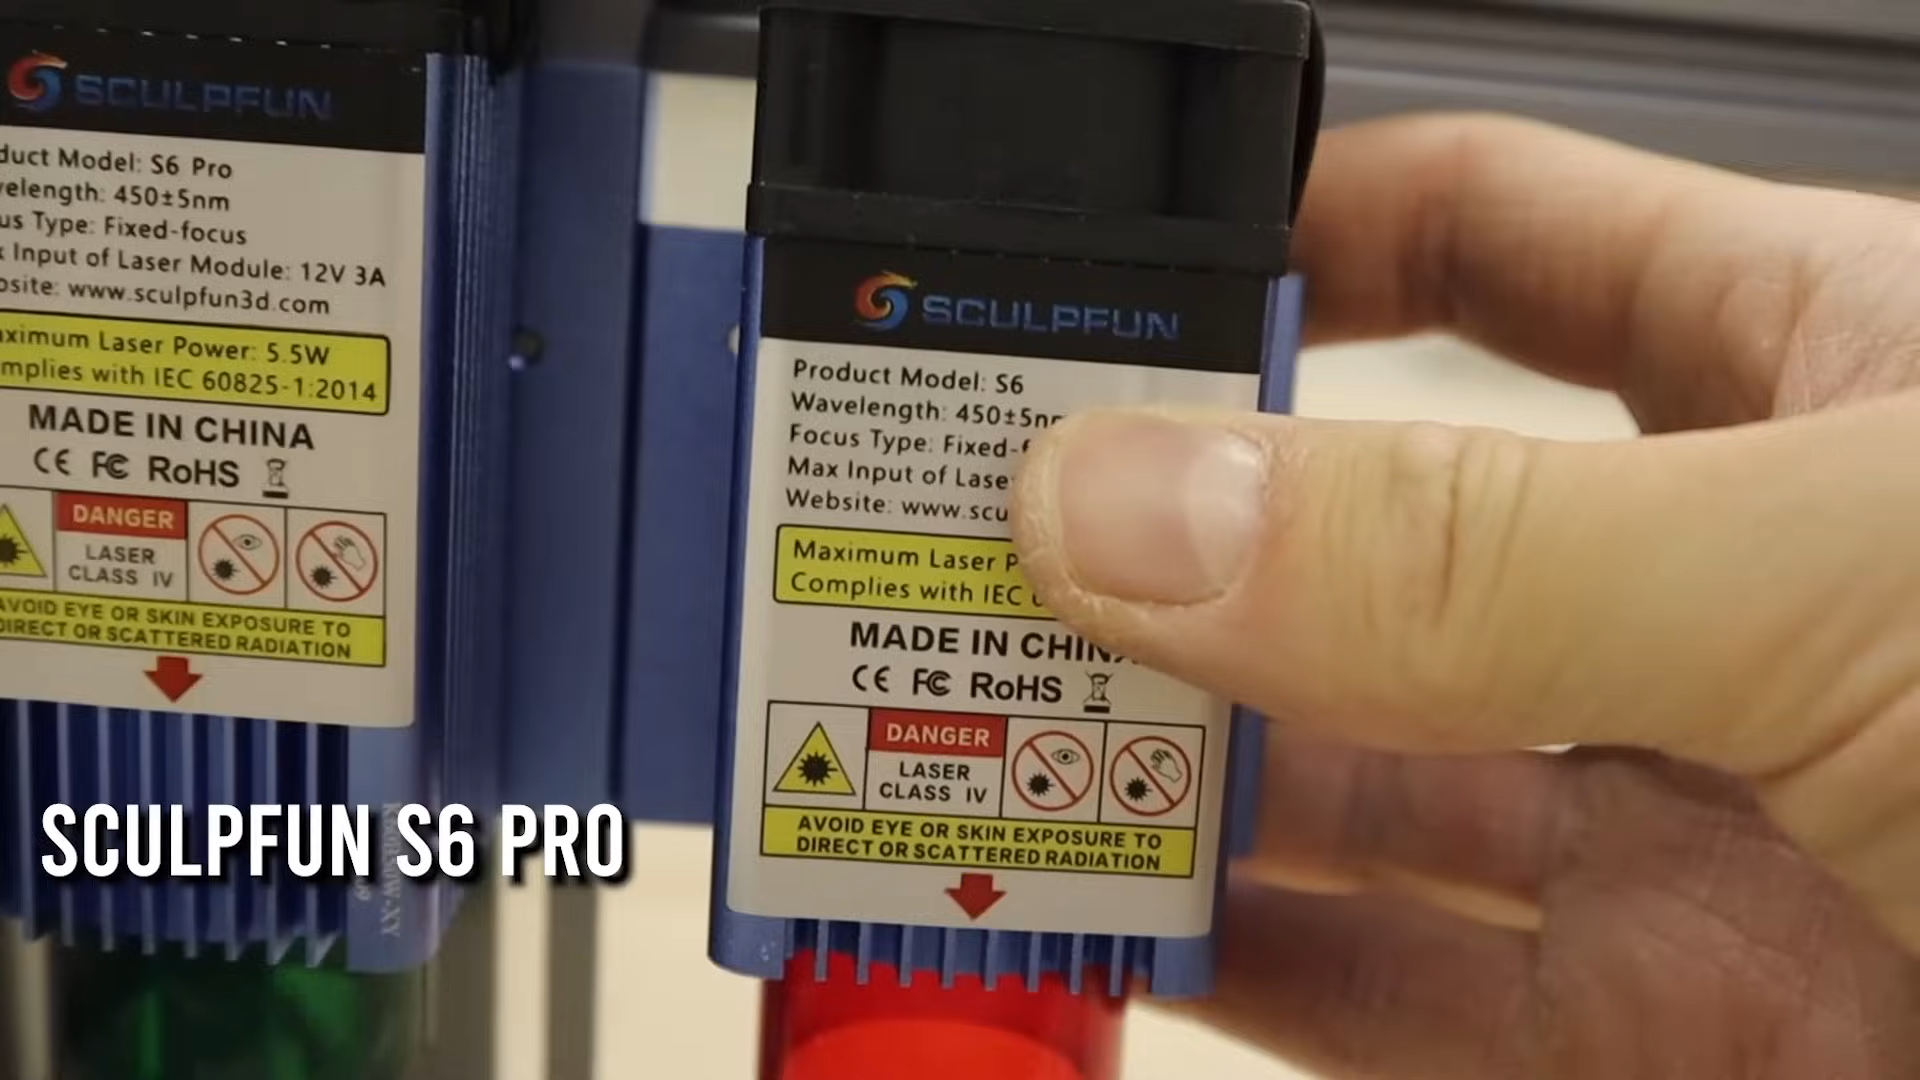 SCULPFUN
duct Model: S6 Pro
velength: 450±5nm
us Type: Fixed-focus
x Input of Laser Module: 12V 3A
osite: www.sculpfun3d.com
aximum Laser Power: 5.5W
mplies with IEC 60825-1:2014
MADE IN CHINA
CE FC RoHS
DANGER
LASER
CLASS IV
AVOID EYE OR SKIN EXPOSURE TO
DIRECT OR SCATTERED RADIATION
SCULPFUN
Product Model: S6
Wavelength: 450±5n
Focus Type: Fixed-f
Max Input of Lase
Website: www.scu
Maximum Laser P
Complies with IEC
MADE IN CHINA
CE FC RoHS
DANGER
LASER
CLASS IV
AVOID EYE OR SKIN EXPOSURE TO
DIRECT OR SCATTERED RADIATION
SCULPFUN S6 PRO